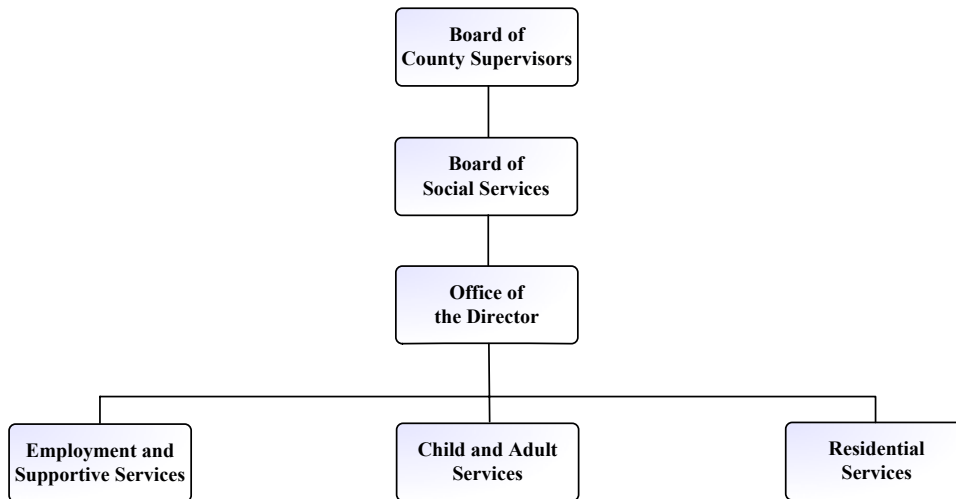 Board of
County Supervisors
Board of
Social Services
Office of
the Director
Employment and
Supportive Services
Child and Adult
Services
Residential
Services